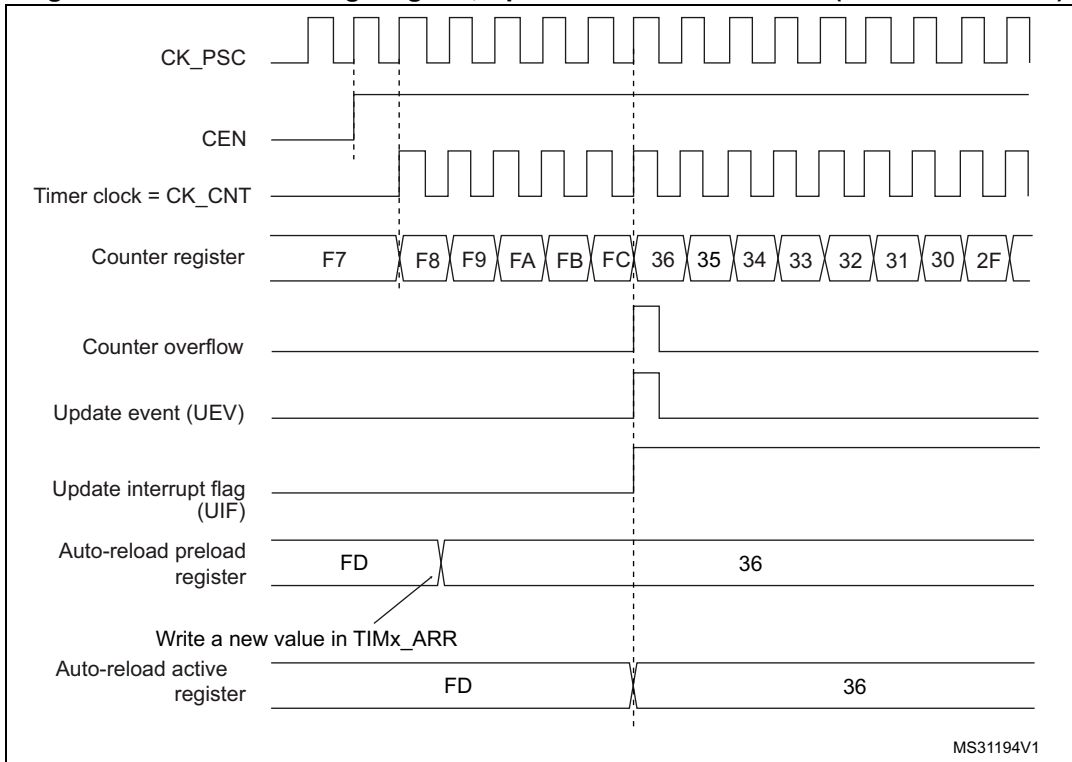 CK_PSC
CEN
Timer clock = CK_CNT
Counter register
F7 F8 F9 FA FB FC 36 35 34 33 32 31 30 2F
Counter overflow
Update event (UEV)
Update interrupt flag
(UIF)
Auto-reload preload
register
FD 36
Write a new value in TIMx_ARR
Auto-reload active
register
FD 36
MS31194V1